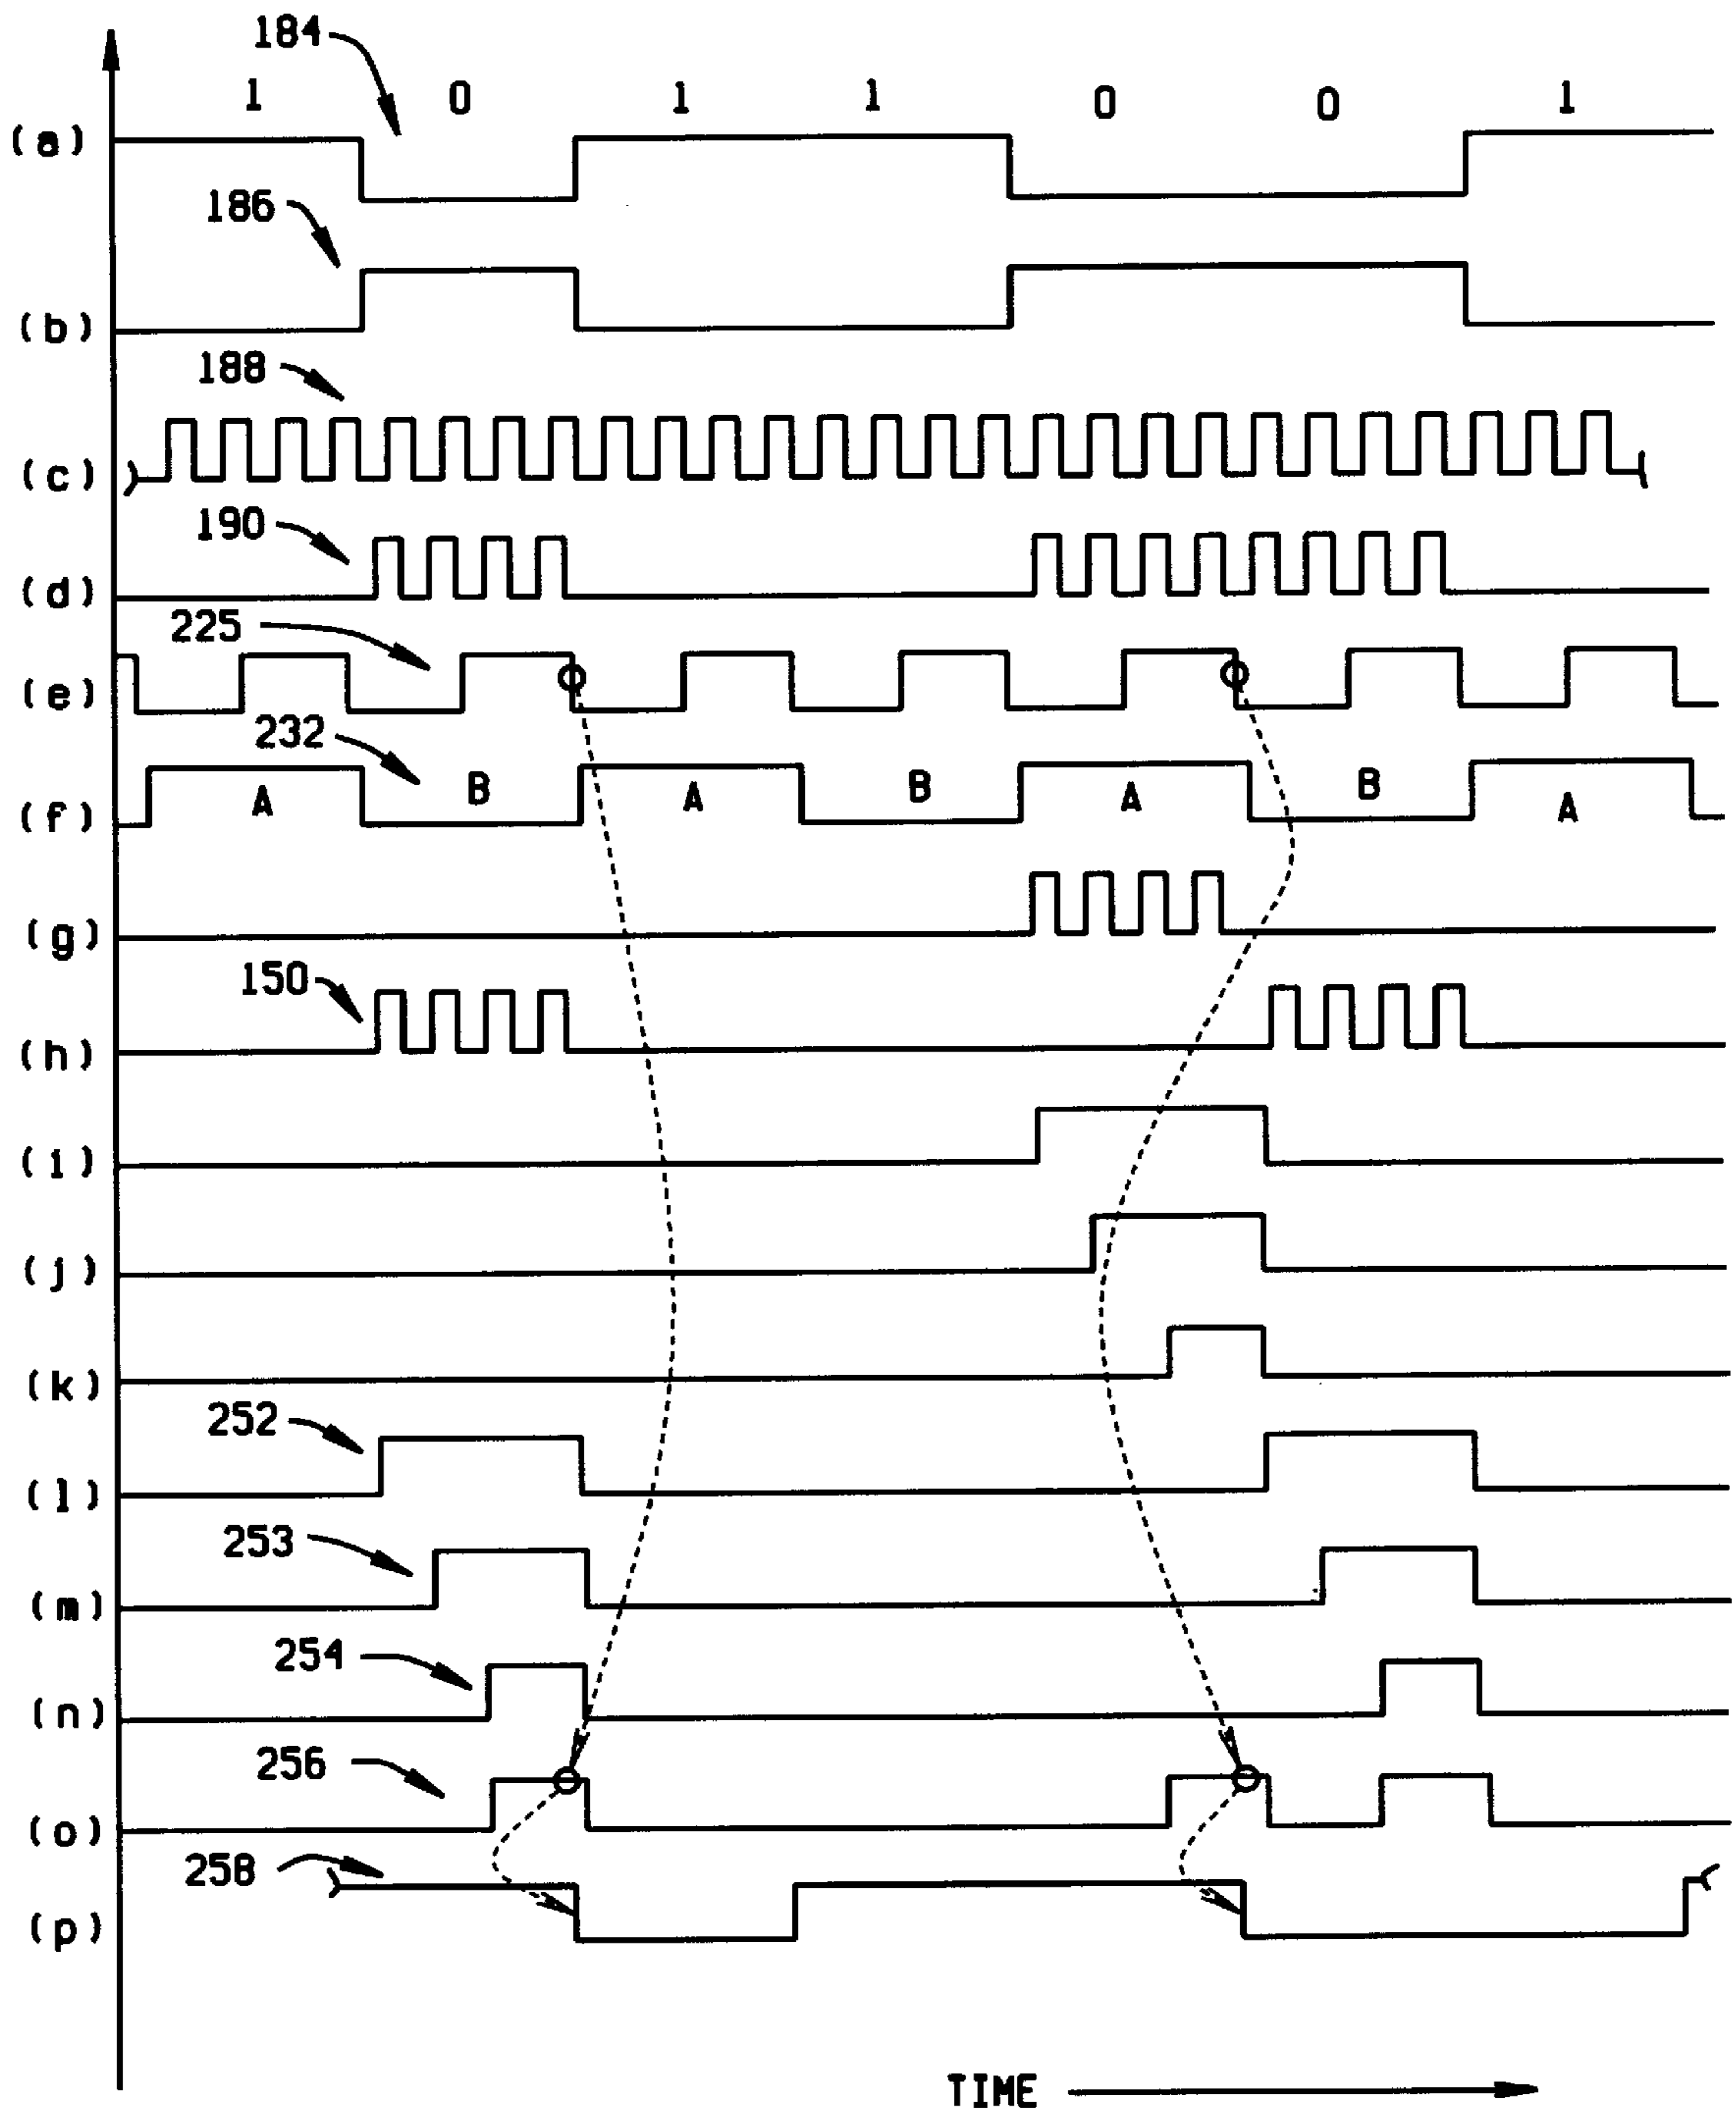 184
1 0 1 1 0 0 1
(a)
186
(b)
188
(c)
190
(d)
225
(e)
232
A B A B A B A
(f)
(g)
150
(h)
(i)
(j)
(k)
252
(l)
253
(m)
254
(n)
256
(o)
258
(p)
TIME